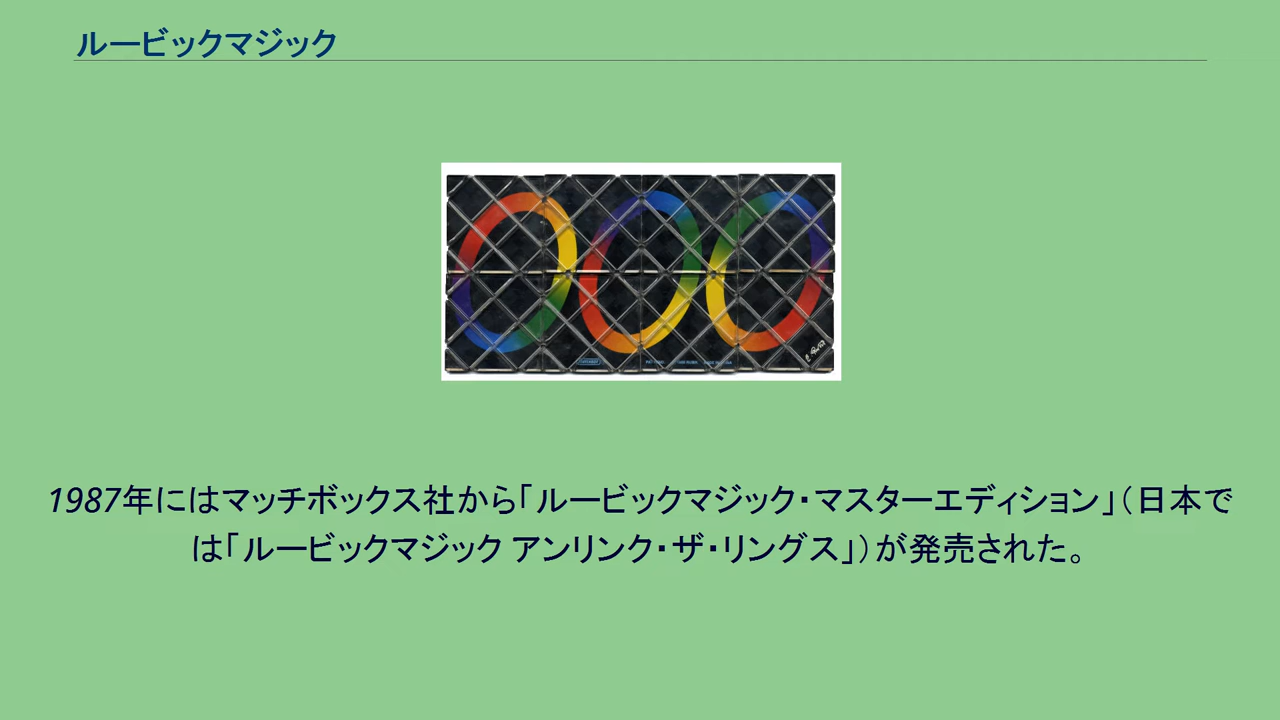 ルービックマジック
1987年にはマッチボックス社から「ルービックマジック・マスターエディション」（日本で
は「ルービックマジック アンリンク・ザ・リングス」）が発売された。